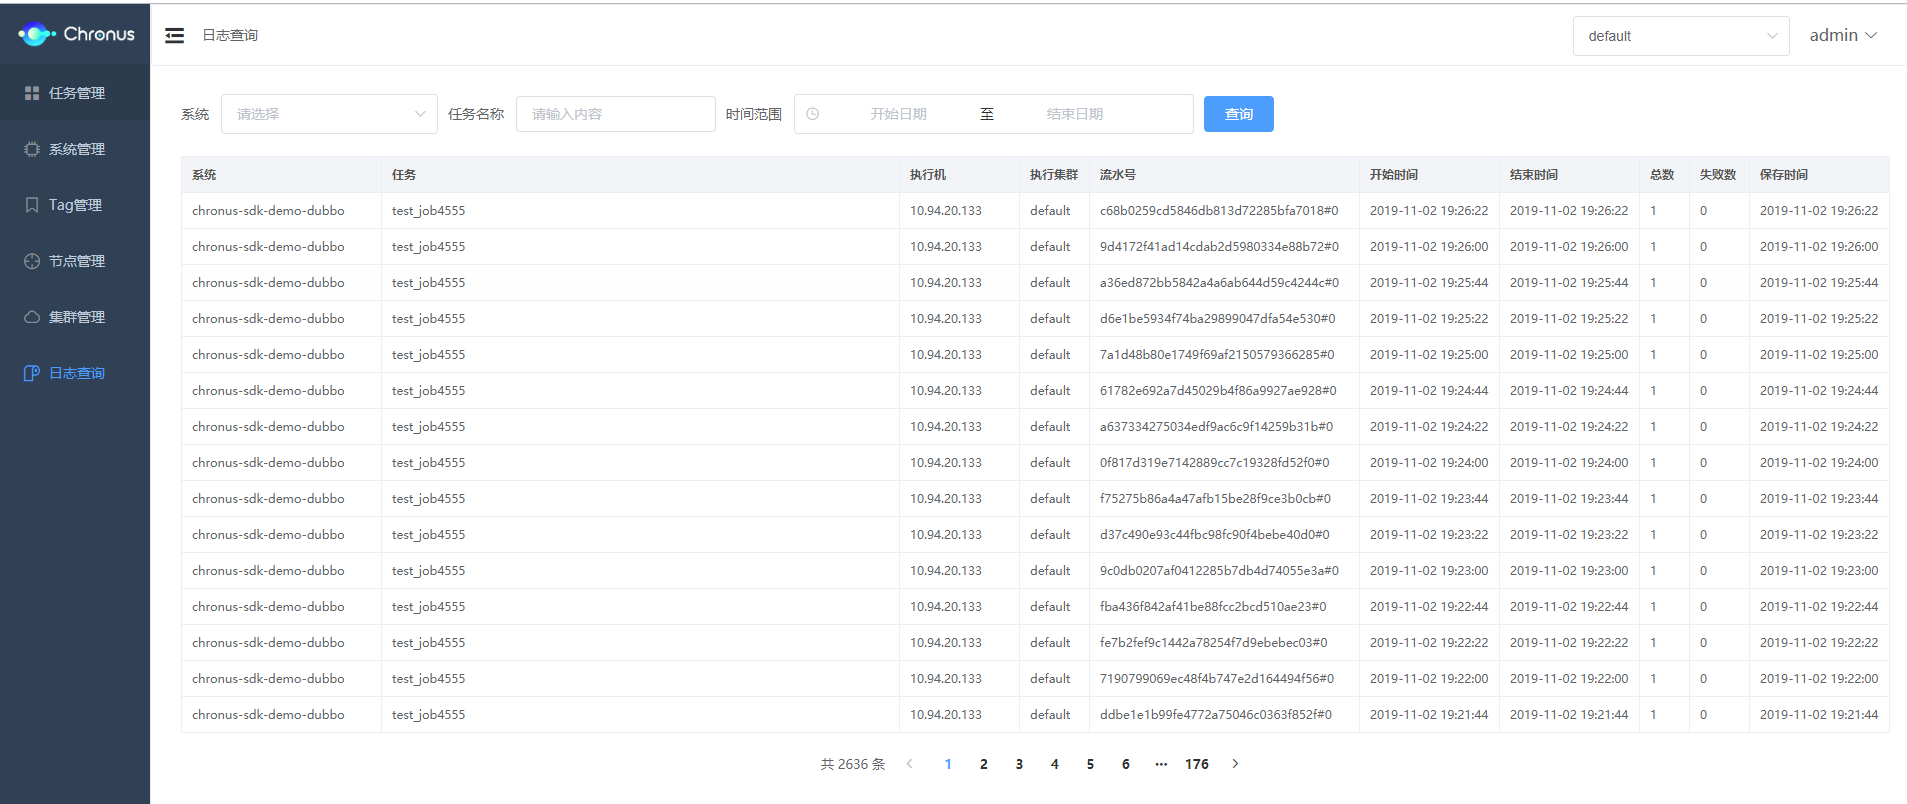 Chronus
日志查询
default
admin
任务管理
系统管理
Tag管理
节点管理
集群管理
日志查询
系统 请选择 任务名称 请输入内容 时间范围 开始日期 至 结束日期 查询
系统 任务 执行机 执行集群 流水号 开始时间 结束时间 总数 失败数 保存时间
chronus-sdk-demo-dubbo test_job4555 10.94.20.133 default c68b0259cd5846db813d72285bfa7018#0 2019-11-02 19:26:22 2019-11-02 19:26:22 1 0 2019-11-02 19:26:22
chronus-sdk-demo-dubbo test_job4555 10.94.20.133 default 9d4172f41ad14cdab2d5980334e88b72#0 2019-11-02 19:26:00 2019-11-02 19:26:00 1 0 2019-11-02 19:26:00
chronus-sdk-demo-dubbo test_job4555 10.94.20.133 default a36ed872bb5842a4a6ab644d59c4244c#0 2019-11-02 19:25:44 2019-11-02 19:25:44 1 0 2019-11-02 19:25:44
chronus-sdk-demo-dubbo test_job4555 10.94.20.133 default d6e1be5934f74ba29899047dfa54e530#0 2019-11-02 19:25:22 2019-11-02 19:25:22 1 0 2019-11-02 19:25:22
chronus-sdk-demo-dubbo test_job4555 10.94.20.133 default 7a1d48b80e1749f69af2150579366285#0 2019-11-02 19:25:00 2019-11-02 19:25:00 1 0 2019-11-02 19:25:00
chronus-sdk-demo-dubbo test_job4555 10.94.20.133 default 61782e692a7d45029b4f86a9927ae928#0 2019-11-02 19:24:44 2019-11-02 19:24:44 1 0 2019-11-02 19:24:44
chronus-sdk-demo-dubbo test_job4555 10.94.20.133 default a637334275034edf9ac6c9f14259b31b#0 2019-11-02 19:24:22 2019-11-02 19:24:22 1 0 2019-11-02 19:24:22
chronus-sdk-demo-dubbo test_job4555 10.94.20.133 default 0f817d319e7142889cc7c19328fd52f0#0 2019-11-02 19:24:00 2019-11-02 19:24:00 1 0 2019-11-02 19:24:00
chronus-sdk-demo-dubbo test_job4555 10.94.20.133 default f75275b86a4a47afb15be28f9ce3b0cb#0 2019-11-02 19:23:44 2019-11-02 19:23:44 1 0 2019-11-02 19:23:44
chronus-sdk-demo-dubbo test_job4555 10.94.20.133 default d37c490e93c44fbc98fc90f4bebe40d0#0 2019-11-02 19:23:22 2019-11-02 19:23:22 1 0 2019-11-02 19:23:22
chronus-sdk-demo-dubbo test_job4555 10.94.20.133 default 9c0db0207af0412285b7db4d74055e3a#0 2019-11-02 19:23:00 2019-11-02 19:23:00 1 0 2019-11-02 19:23:00
chronus-sdk-demo-dubbo test_job4555 10.94.20.133 default fba436f842af41be88fcc2bcd510ae23#0 2019-11-02 19:22:44 2019-11-02 19:22:44 1 0 2019-11-02 19:22:44
chronus-sdk-demo-dubbo test_job4555 10.94.20.133 default fe7b2fef9c1442a78254f7d9ebebec03#0 2019-11-02 19:22:22 2019-11-02 19:22:22 1 0 2019-11-02 19:22:22
chronus-sdk-demo-dubbo test_job4555 10.94.20.133 default 7190799069ec48f4b747e2d164494f56#0 2019-11-02 19:22:00 2019-11-02 19:22:00 1 0 2019-11-02 19:22:00
chronus-sdk-demo-dubbo test_job4555 10.94.20.133 default ddbe1e1b99fe4772a75046c0363f852f#0 2019-11-02 19:21:44 2019-11-02 19:21:44 1 0 2019-11-02 19:21:44
共 2636 条 1 2 3 4 5 6 ··· 176